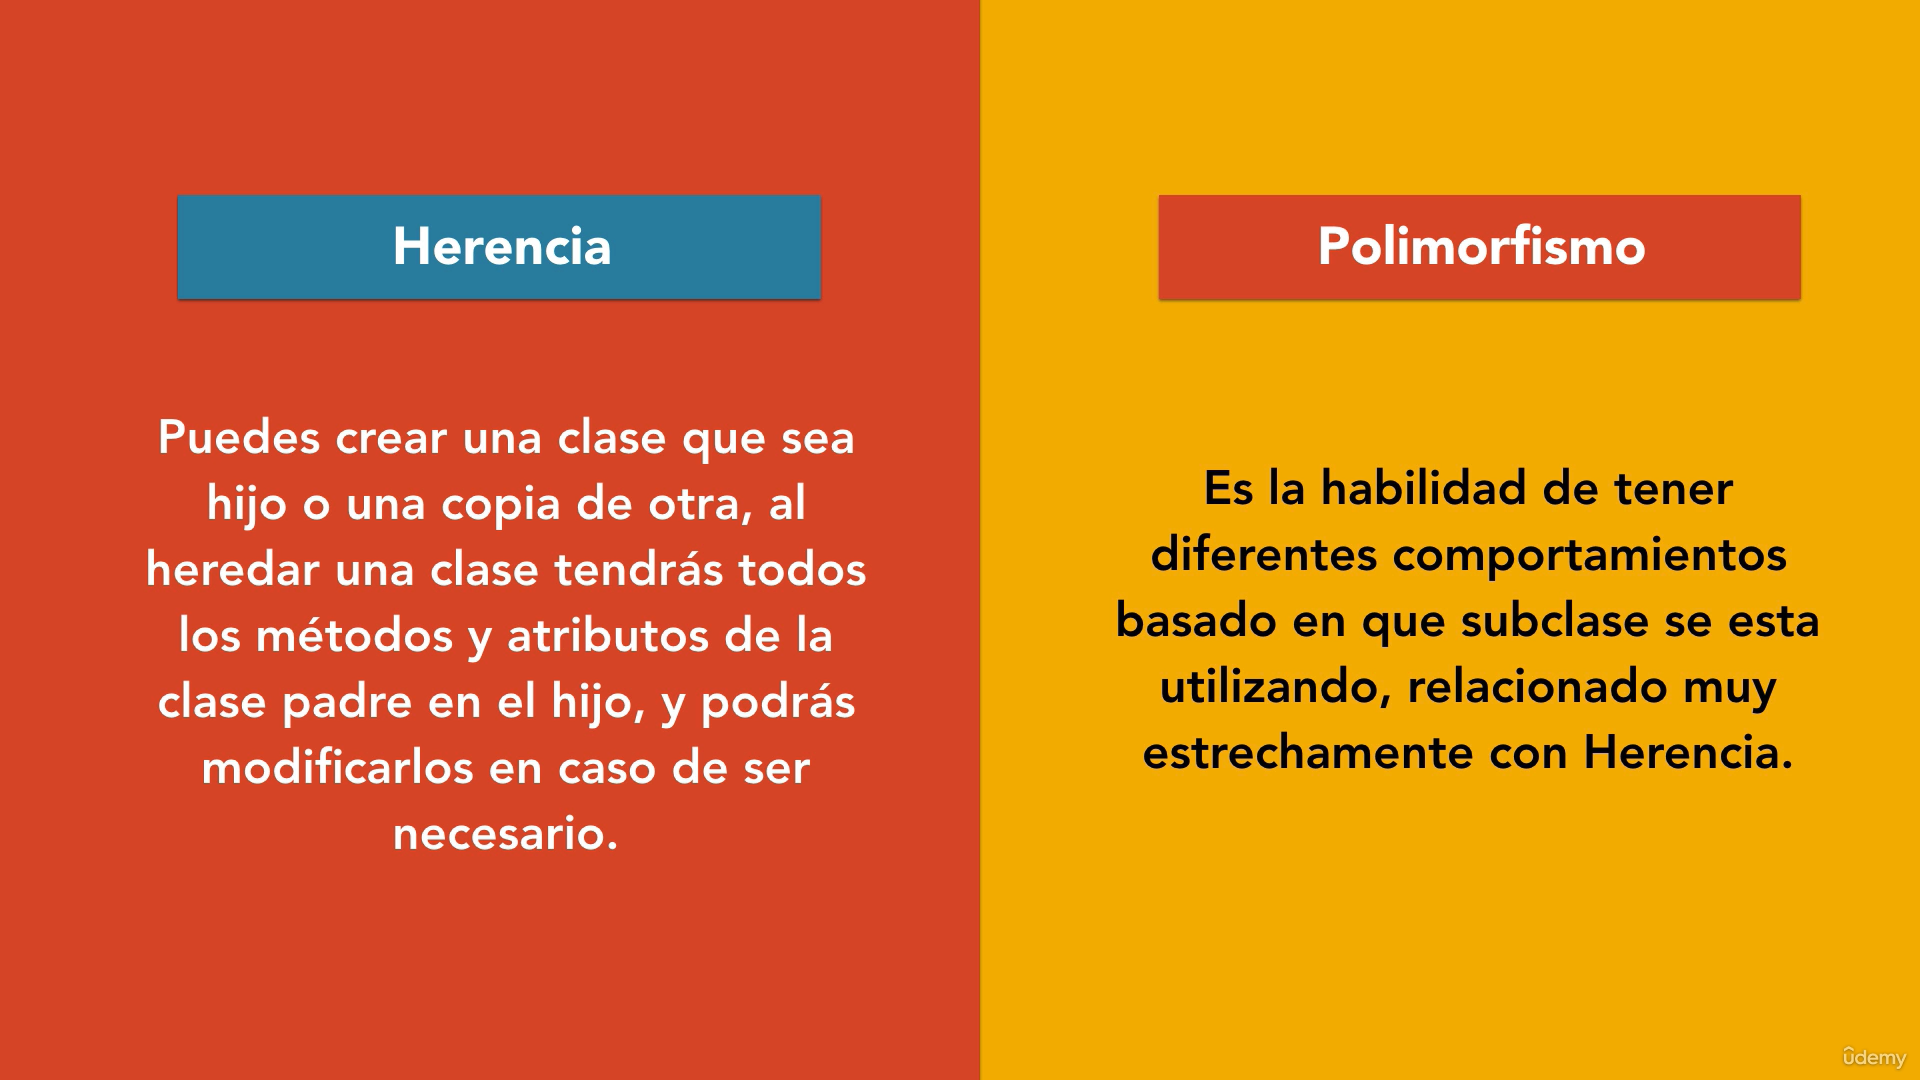 Herencia
Puedes crear una clase que sea
hijo o una copia de otra, al
heredar una clase tendrás todos
los métodos y atributos de la
clase padre en el hijo, y podrás
modificarlos en caso de ser
necesario.
Polimorfismo
Es la habilidad de tener
diferentes comportamientos
basado en que subclase se esta
utilizando, relacionado muy
estrechamente con Herencia.
ûdemy